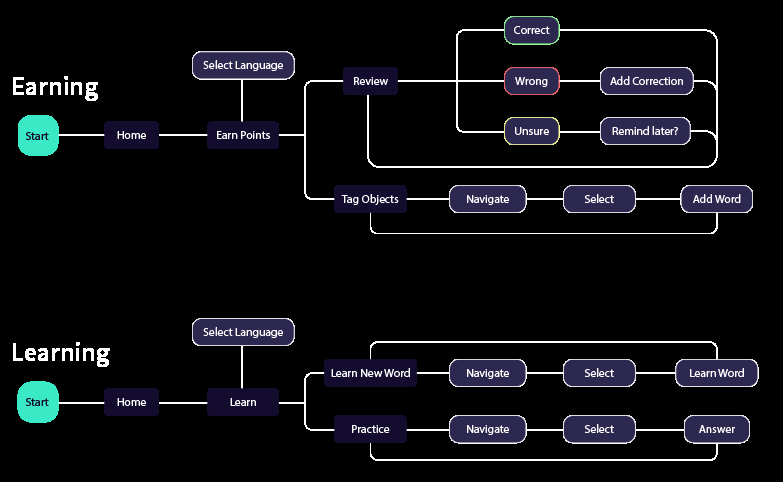 Earning
Select Language
Start
Home
Earn Points
Review
Correct
Wrong
Add Correction
Unsure
Remind later?
Tag Objects
Navigate
Select
Add Word
Learning
Select Language
Start
Home
Learn
Learn New Word
Navigate
Select
Learn Word
Practice
Navigate
Select
Answer